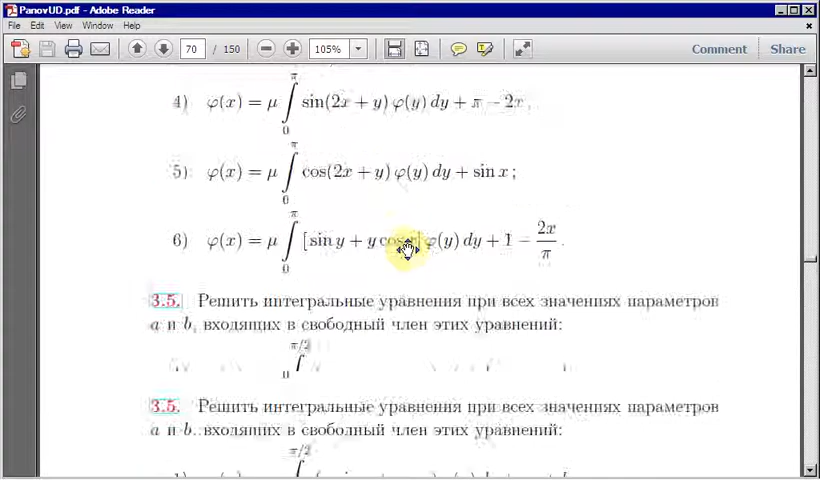 PanovUD.pdf - Adobe Reader
File Edit View Window Help
70 / 150 105% Comment Share
4) φ(x) = μ ∫₀^π sin(2x + y) φ(y) dy + π − 2x,
5) φ(x) = μ ∫₀^π cos(2x + y) φ(y) dy + sin x ;
6) φ(x) = μ ∫₀^π [sin y + y cos x] φ(y) dy + 1 − 2x/π .
3.5. Решить интегральные уравнения при всех значениях параметров
a и b, входящих в свободный член этих уравнений:
π/2
∫
0
3.5. Решить интегральные уравнения при всех значениях параметров
a и b, входящих в свободный член этих уравнений:
π/2